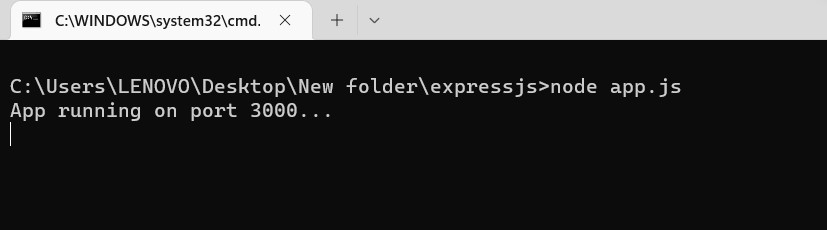 C:\WINDOWS\system32\cmd.
C:\Users\LENOVO\Desktop\New folder\expressjs>node app.js
App running on port 3000...